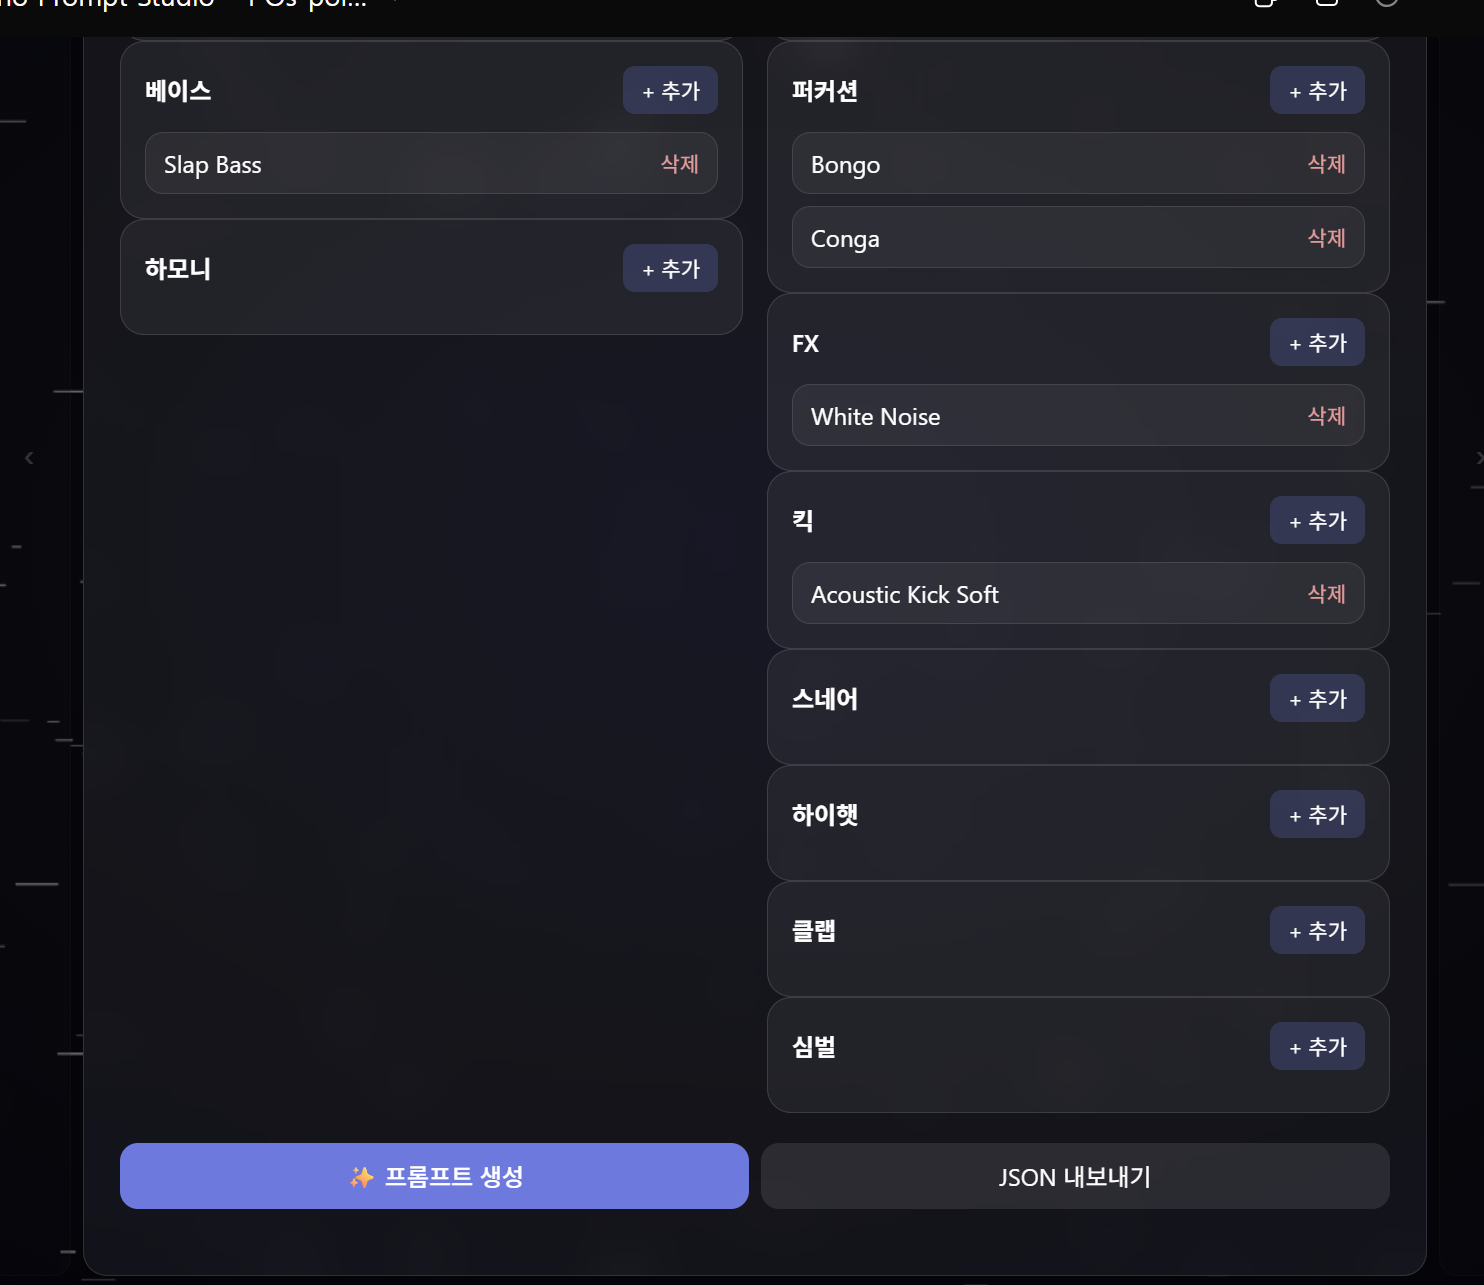 Prompt Studio
베이스
+ 추가
Slap Bass
삭제
하모니
+ 추가
퍼커션
+ 추가
Bongo
삭제
Conga
삭제
FX
+ 추가
White Noise
삭제
킥
+ 추가
Acoustic Kick Soft
삭제
스네어
+ 추가
하이햇
+ 추가
클랩
+ 추가
심벌
+ 추가
✨ 프롬프트 생성
JSON 내보내기